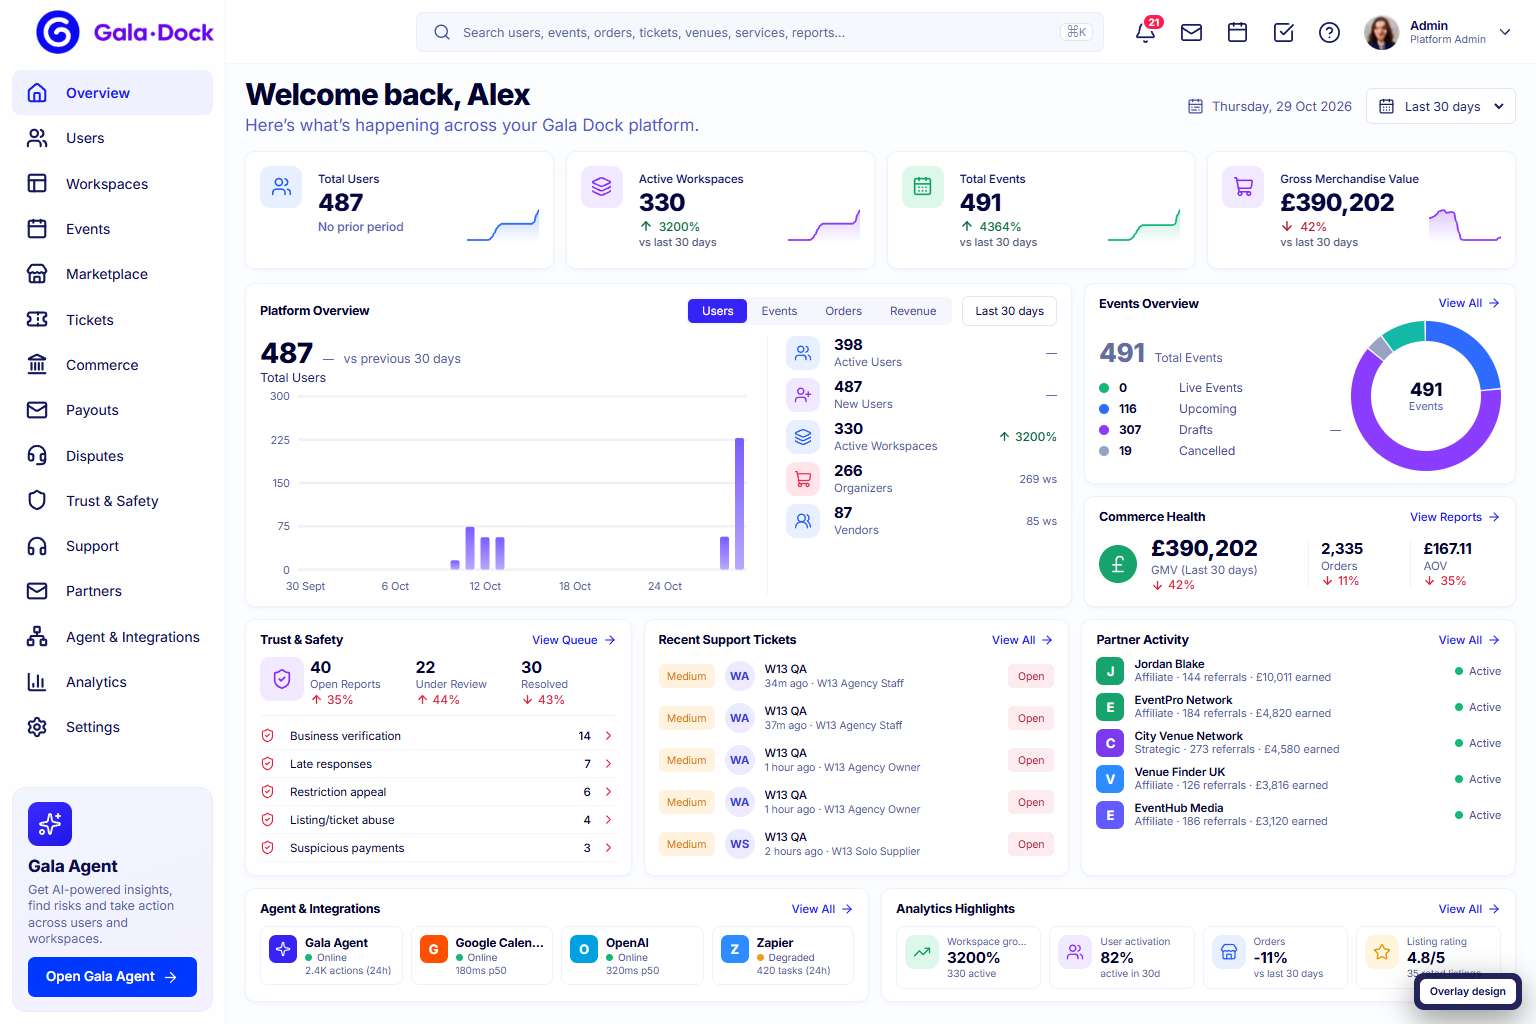 Gala·Dock
Search users, events, orders, tickets, venues, services, reports...
⌘K
21
Admin
Platform Admin
Overview
Users
Workspaces
Events
Marketplace
Tickets
Commerce
Payouts
Disputes
Trust & Safety
Support
Partners
Agent & Integrations
Analytics
Settings
Gala Agent
Get AI-powered insights,
find risks and take action
across users and
workspaces.
Open Gala Agent →
Welcome back, Alex
Here's what's happening across your Gala Dock platform.
Thursday, 29 Oct 2026
Last 30 days
Total Users
487
No prior period
Active Workspaces
330
↑ 3200%
vs last 30 days
Total Events
491
↑ 4364%
vs last 30 days
Gross Merchandise Value
£390,202
↓ 42%
vs last 30 days
Platform Overview
Users Events Orders Revenue
Last 30 days
487 — vs previous 30 days
Total Users
300
225
150
75
0
30 Sept 6 Oct 12 Oct 18 Oct 24 Oct
398
Active Users —
487
New Users —
330
Active Workspaces ↑ 3200%
266
Organizers 269 ws
87
Vendors 85 ws
Events Overview
View All →
491 Total Events
0 Live Events
116 Upcoming
307 Drafts —
19 Cancelled
491
Events
Commerce Health
View Reports →
£
£390,202
GMV (Last 30 days)
↓ 42%
2,335
Orders
↓ 11%
£167.11
AOV
↓ 35%
Trust & Safety
View Queue →
40
Open Reports
↑ 35%
22
Under Review
↑ 44%
30
Resolved
↓ 43%
Business verification 14
Late responses 7
Restriction appeal 6
Listing/ticket abuse 4
Suspicious payments 3
Recent Support Tickets
View All →
Medium WA W13 QA Open
34m ago · W13 Agency Staff
Medium WA W13 QA Open
37m ago · W13 Agency Staff
Medium WA W13 QA Open
1 hour ago · W13 Agency Owner
Medium WA W13 QA Open
1 hour ago · W13 Agency Owner
Medium WS W13 QA Open
2 hours ago · W13 Solo Supplier
Partner Activity
View All →
J Jordan Blake Active
Affiliate · 144 referrals · £10,011 earned
E EventPro Network Active
Affiliate · 184 referrals · £4,820 earned
C City Venue Network Active
Strategic · 273 referrals · £4,580 earned
V Venue Finder UK Active
Affiliate · 126 referrals · £3,816 earned
E EventHub Media Active
Affiliate · 186 referrals · £3,120 earned
Agent & Integrations
View All →
Gala Agent
Online
2.4K actions (24h)
G Google Calen...
Online
180ms p50
O OpenAI
Online
320ms p50
Z Zapier
Degraded
420 tasks (24h)
Analytics Highlights
View All →
Workspace gro...
3200%
330 active
User activation
82%
active in 30d
Orders
-11%
vs last 30 days
Listing rating
4.8/5
35 rated listings
Overlay design